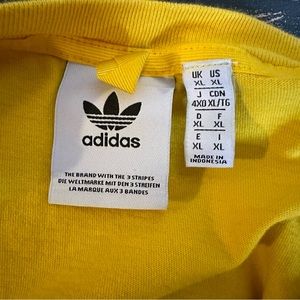 adidas
THE BRAND WITH THE 3 STRIPES
DIE WELTMARKE MIT DEN 3 STREIFEN
LA MARQUE AUX 3 BANDES
UK US
XL XL
J CDN
4XO XL/TG
D F
XL XL
E I
XL XL
MADE IN
INDONESIA